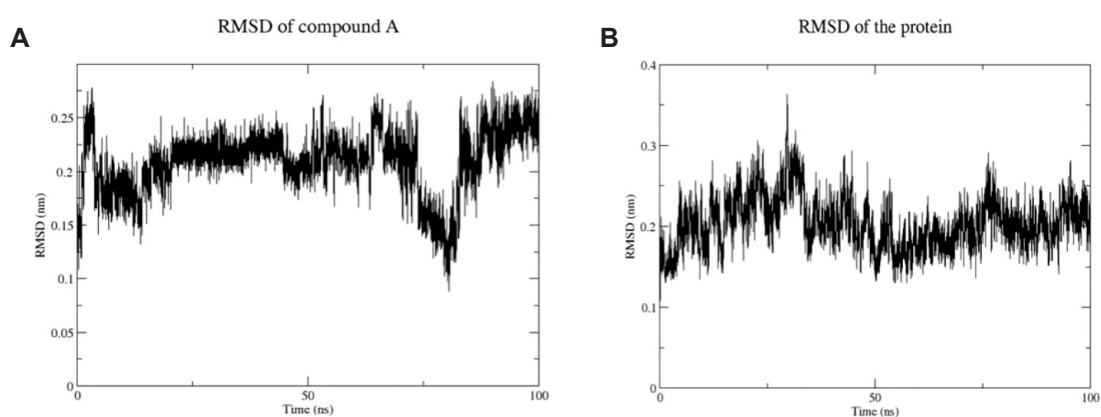 A
RMSD of compound A
RMSD (nm)
0.25
0.2
0.15
0.1
0.05
0
0
50
100
Time (ns)
B
RMSD of the protein
RMSD (nm)
0.4
0.3
0.2
0.1
0
0
50
100
Time (ns)